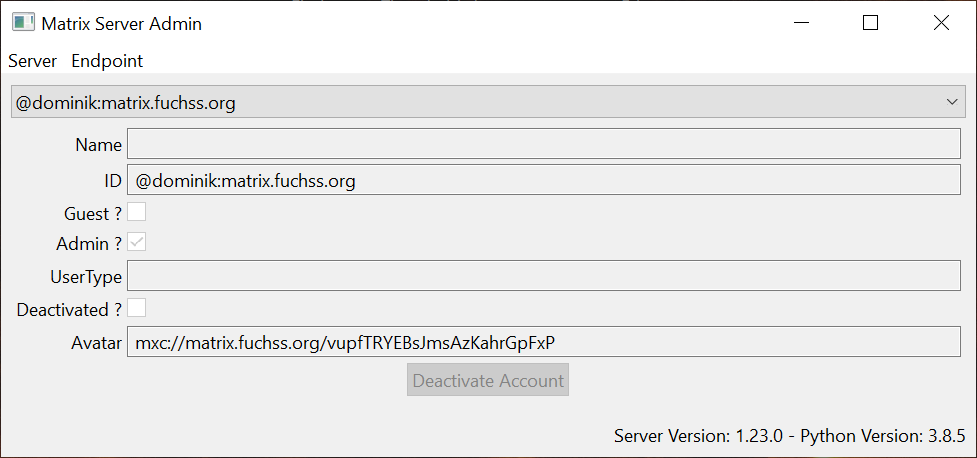 Matrix Server Admin
Server Endpoint
@dominik:matrix.fuchss.org
Name
ID @dominik:matrix.fuchss.org
Guest ?
Admin ?
UserType
Deactivated ?
Avatar mxc://matrix.fuchss.org/vupfTRYEBsJmsAzKahrGpFxP
Deactivate Account
Server Version: 1.23.0 - Python Version: 3.8.5